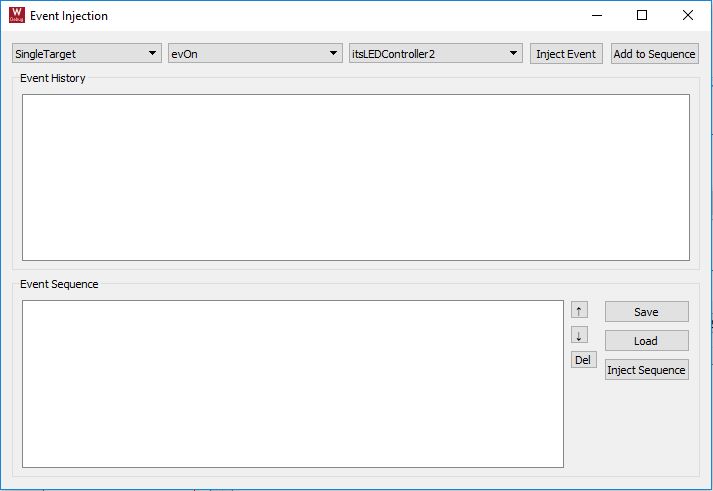 W
Debug
Event Injection
SingleTarget
evOn
itsLEDController2
Inject Event
Add to Sequence
Event History
Event Sequence
↑
Save
↓
Load
Del
Inject Sequence